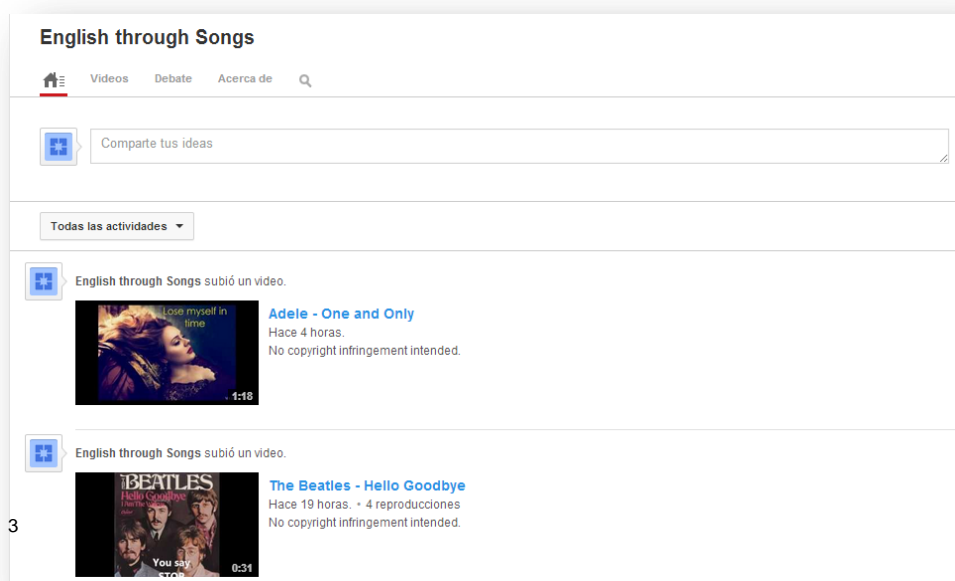 English through Songs
Videos Debate Acerca de
Comparte tus ideas
Todas las actividades
English through Songs subió un video.
Lose myself in
time
1:18
Adele - One and Only
Hace 4 horas.
No copyright infringement intended.
English through Songs subió un video.
BEATLES
Hello Goodbye
You say
STOP
0:31
The Beatles - Hello Goodbye
Hace 19 horas. • 4 reproducciones
No copyright infringement intended.
3